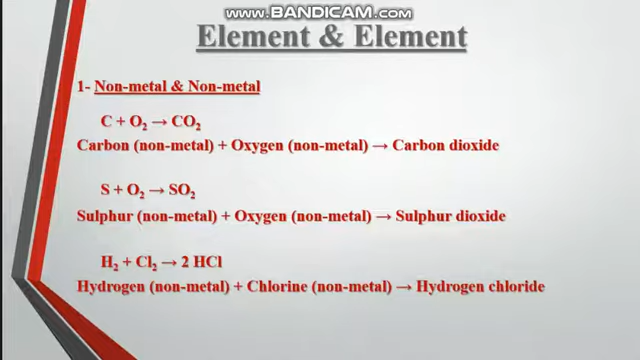 www.BANDICAM.com
Element & Element
1- Non-metal & Non-metal
C + O₂ → CO₂
Carbon (non-metal) + Oxygen (non-metal) → Carbon dioxide
S + O₂ → SO₂
Sulphur (non-metal) + Oxygen (non-metal) → Sulphur dioxide
H₂ + Cl₂ → 2 HCl
Hydrogen (non-metal) + Chlorine (non-metal) → Hydrogen chloride